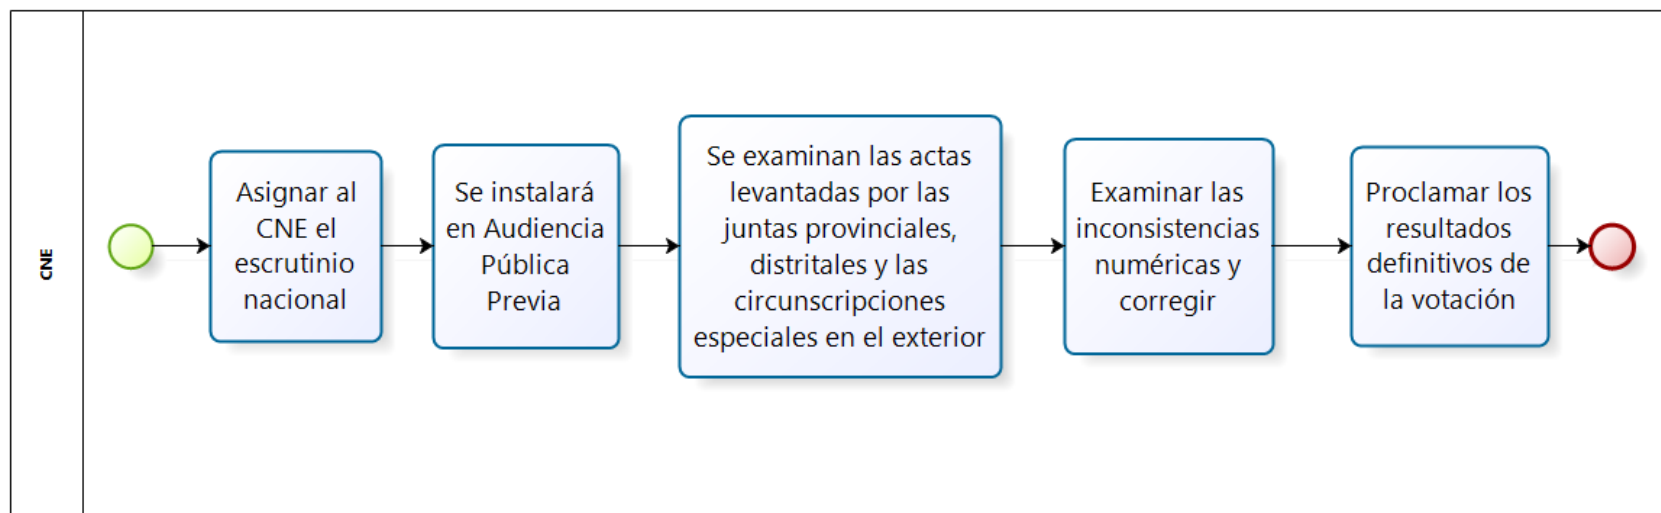 CNE
Asignar al
CNE el
escrutinio
nacional
Se instalará
en Audiencia
Pública
Previa
Se examinan las actas
levantadas por las
juntas provinciales,
distritales y las
circunscripciones
especiales en el exterior
Examinar las
inconsistencias
numéricas y
corregir
Proclamar los
resultados
definitivos de
la votación